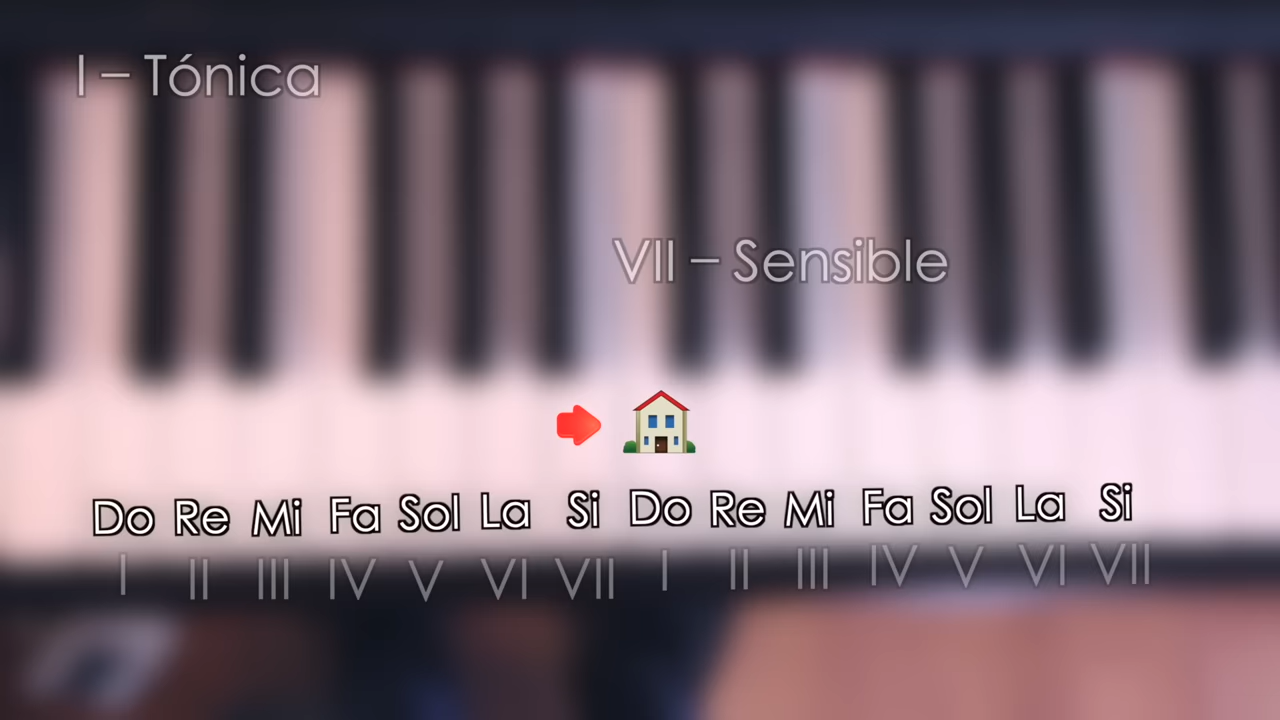 I – Tónica
VII – Sensible
Do Re Mi Fa Sol La Si Do Re Mi Fa Sol La Si
I II III IV V VI VII I II III IV V VI VII